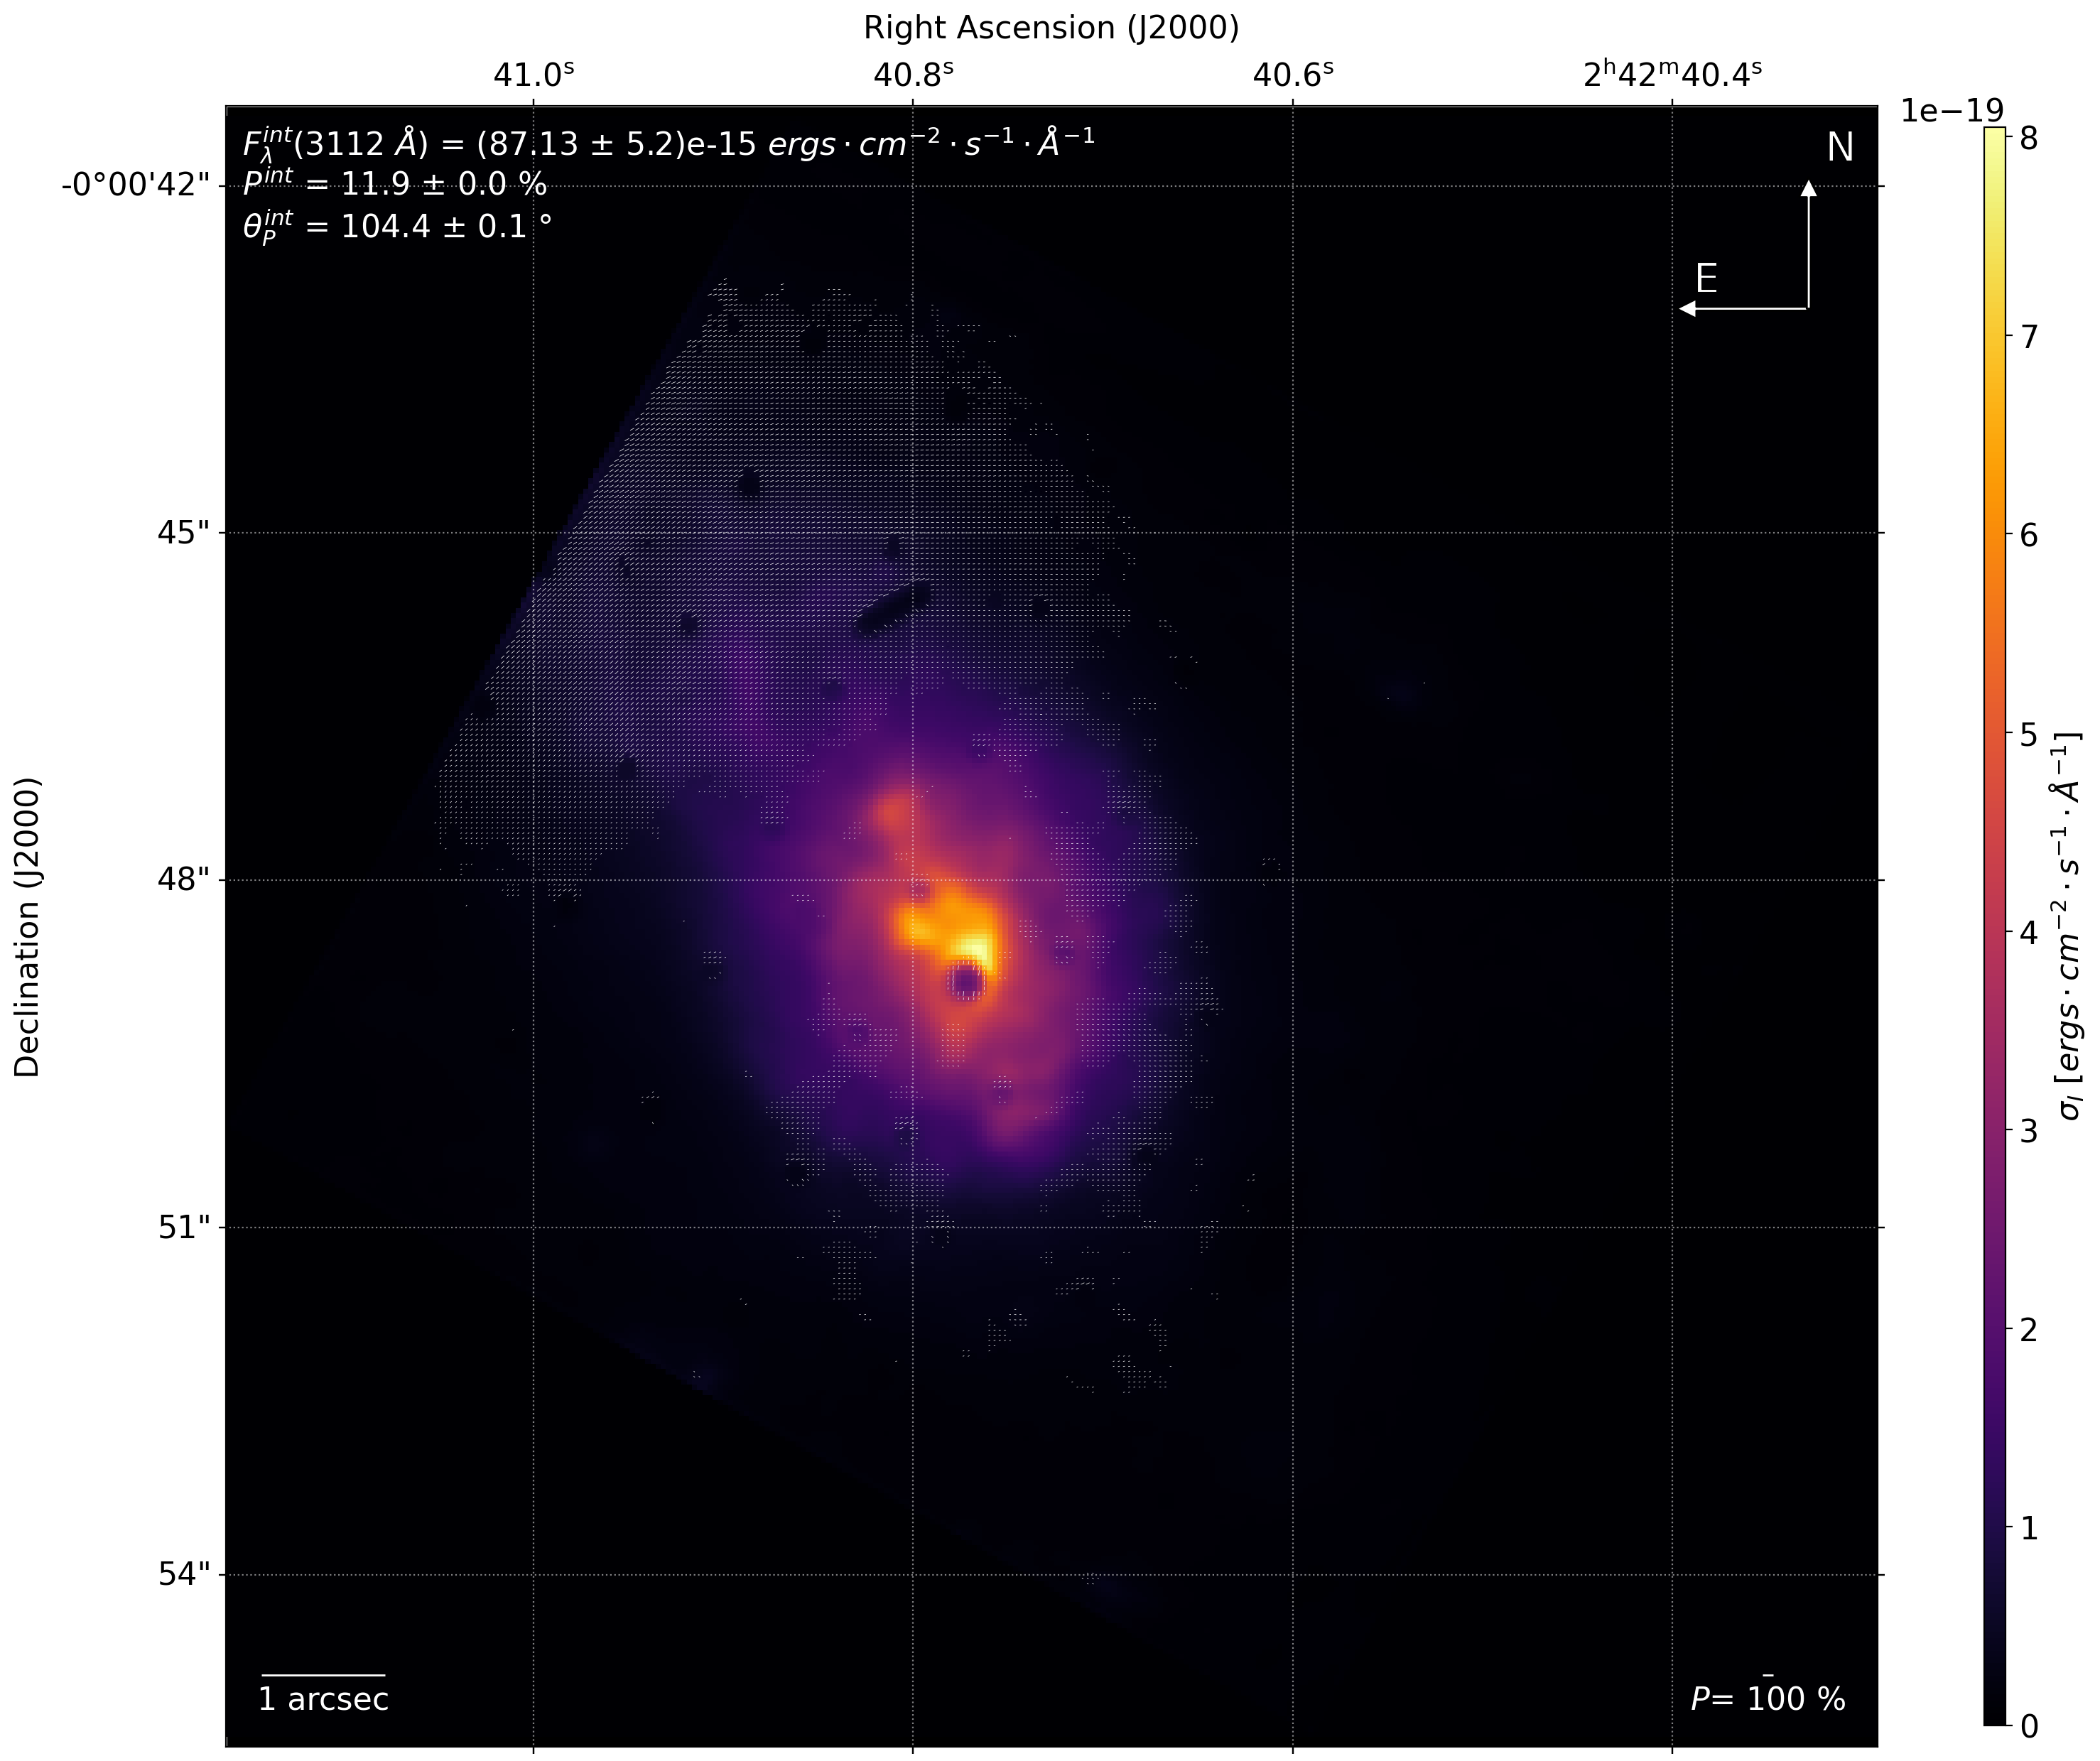 Right Ascension (J2000)
41.0ˢ 40.8ˢ 40.6ˢ 2ʰ42ᵐ40.4ˢ
1e−19
F_λ^int(3112 Å) = (87.13 ± 5.2)e-15 ergs · cm⁻² · s⁻¹ · Å⁻¹
P^int = 11.9 ± 0.0 %
θ_P^int = 104.4 ± 0.1 °
N
E
-0°00'42"
45"
48"
51"
54"
Declination (J2000)
8
7
6
5
4
3
2
1
0
σ_I [ergs · cm⁻² · s⁻¹ · Å⁻¹]
1 arcsec
P= 100 %